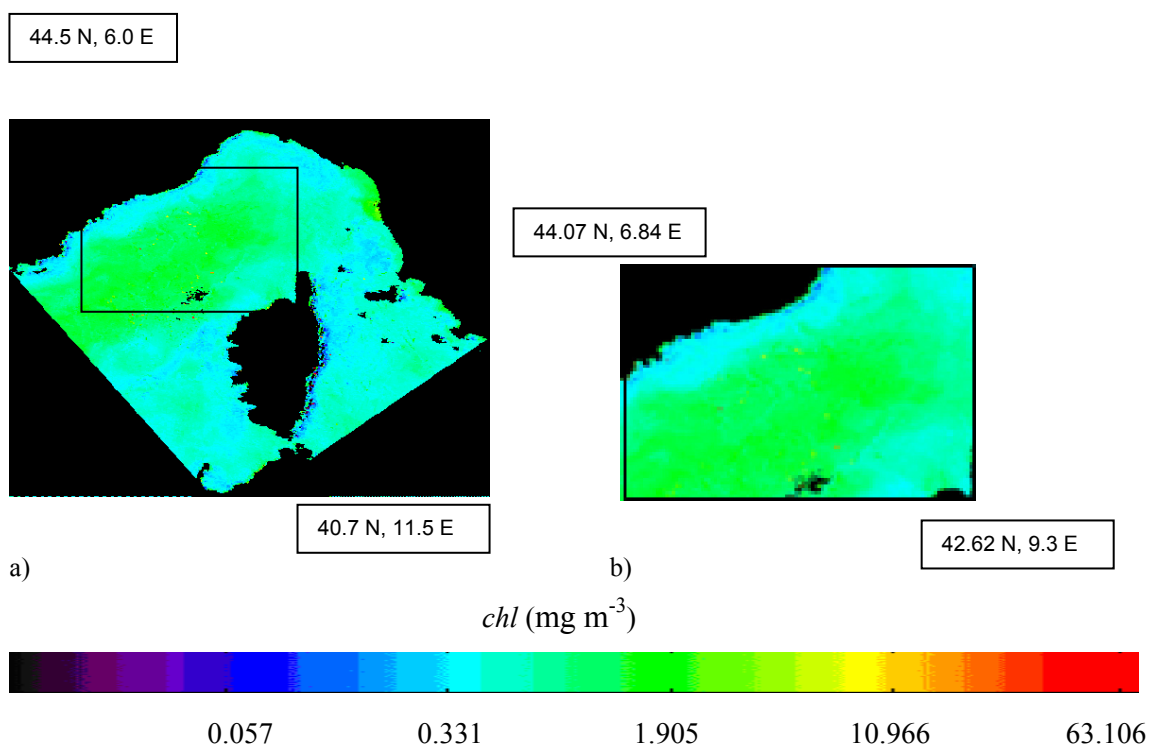 44.5 N, 6.0 E
44.07 N, 6.84 E
40.7 N, 11.5 E
42.62 N, 9.3 E
a)
b)
chl (mg m⁻³)
0.057 0.331 1.905 10.966 63.106